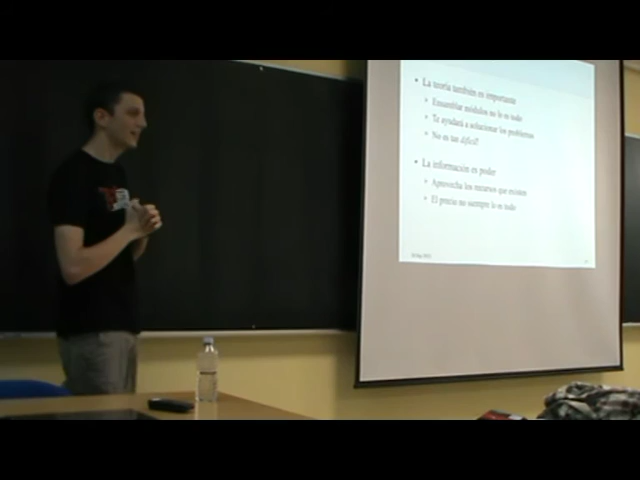 • La teoría también es importante
• Ensamblar módulos no lo es todo
• Te ayudará a solucionar los problemas
• No es tan difícil!
• La información es poder
• Aprovecha los recursos que existen
• El precio no siempre lo es todo